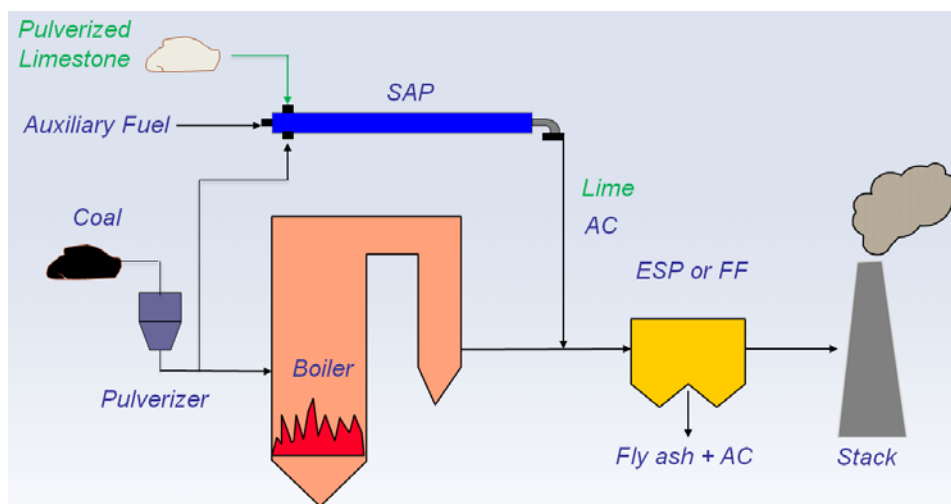 Pulverized
Limestone
SAP
Auxiliary Fuel
Lime
AC
Coal
ESP or FF
Boiler
Pulverizer
Fly ash + AC
Stack